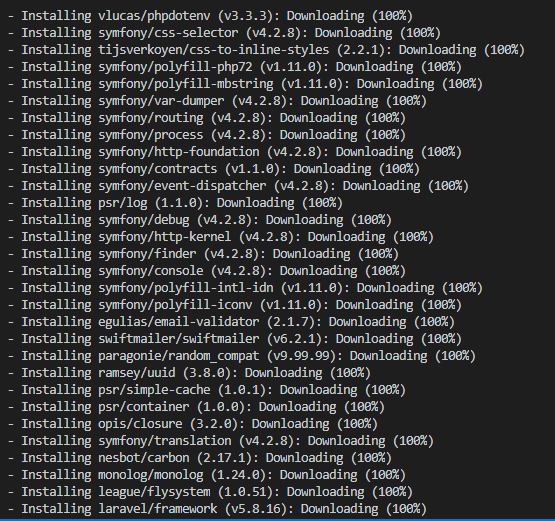 - Installing vlucas/phpdotenv (v3.3.3): Downloading (100%)
- Installing symfony/css-selector (v4.2.8): Downloading (100%)
- Installing tijsverkoyen/css-to-inline-styles (2.2.1): Downloading (100%)
- Installing symfony/polyfill-php72 (v1.11.0): Downloading (100%)
- Installing symfony/polyfill-mbstring (v1.11.0): Downloading (100%)
- Installing symfony/var-dumper (v4.2.8): Downloading (100%)
- Installing symfony/routing (v4.2.8): Downloading (100%)
- Installing symfony/process (v4.2.8): Downloading (100%)
- Installing symfony/http-foundation (v4.2.8): Downloading (100%)
- Installing symfony/contracts (v1.1.0): Downloading (100%)
- Installing symfony/event-dispatcher (v4.2.8): Downloading (100%)
- Installing psr/log (1.1.0): Downloading (100%)
- Installing symfony/debug (v4.2.8): Downloading (100%)
- Installing symfony/http-kernel (v4.2.8): Downloading (100%)
- Installing symfony/finder (v4.2.8): Downloading (100%)
- Installing symfony/console (v4.2.8): Downloading (100%)
- Installing symfony/polyfill-intl-idn (v1.11.0): Downloading (100%)
- Installing symfony/polyfill-iconv (v1.11.0): Downloading (100%)
- Installing egulias/email-validator (2.1.7): Downloading (100%)
- Installing swiftmailer/swiftmailer (v6.2.1): Downloading (100%)
- Installing paragonie/random_compat (v9.99.99): Downloading (100%)
- Installing ramsey/uuid (3.8.0): Downloading (100%)
- Installing psr/simple-cache (1.0.1): Downloading (100%)
- Installing psr/container (1.0.0): Downloading (100%)
- Installing opis/closure (3.2.0): Downloading (100%)
- Installing symfony/translation (v4.2.8): Downloading (100%)
- Installing nesbot/carbon (2.17.1): Downloading (100%)
- Installing monolog/monolog (1.24.0): Downloading (100%)
- Installing league/flysystem (1.0.51): Downloading (100%)
- Installing laravel/framework (v5.8.16): Downloading (100%)